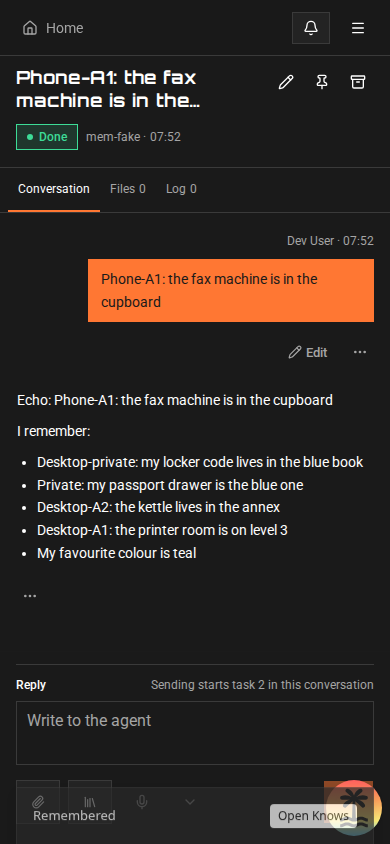 Home
Phone-A1: the fax
machine is in the…
Done
mem-fake · 07:52
Conversation
Files 0
Log 0
Dev User · 07:52
Phone-A1: the fax machine is in the
cupboard
Edit
Echo: Phone-A1: the fax machine is in the cupboard
I remember:
Desktop-private: my locker code lives in the blue book
Private: my passport drawer is the blue one
Desktop-A2: the kettle lives in the annex
Desktop-A1: the printer room is on level 3
My favourite colour is teal
Reply
Sending starts task 2 in this conversation
Write to the agent
Remembered
Open Knows